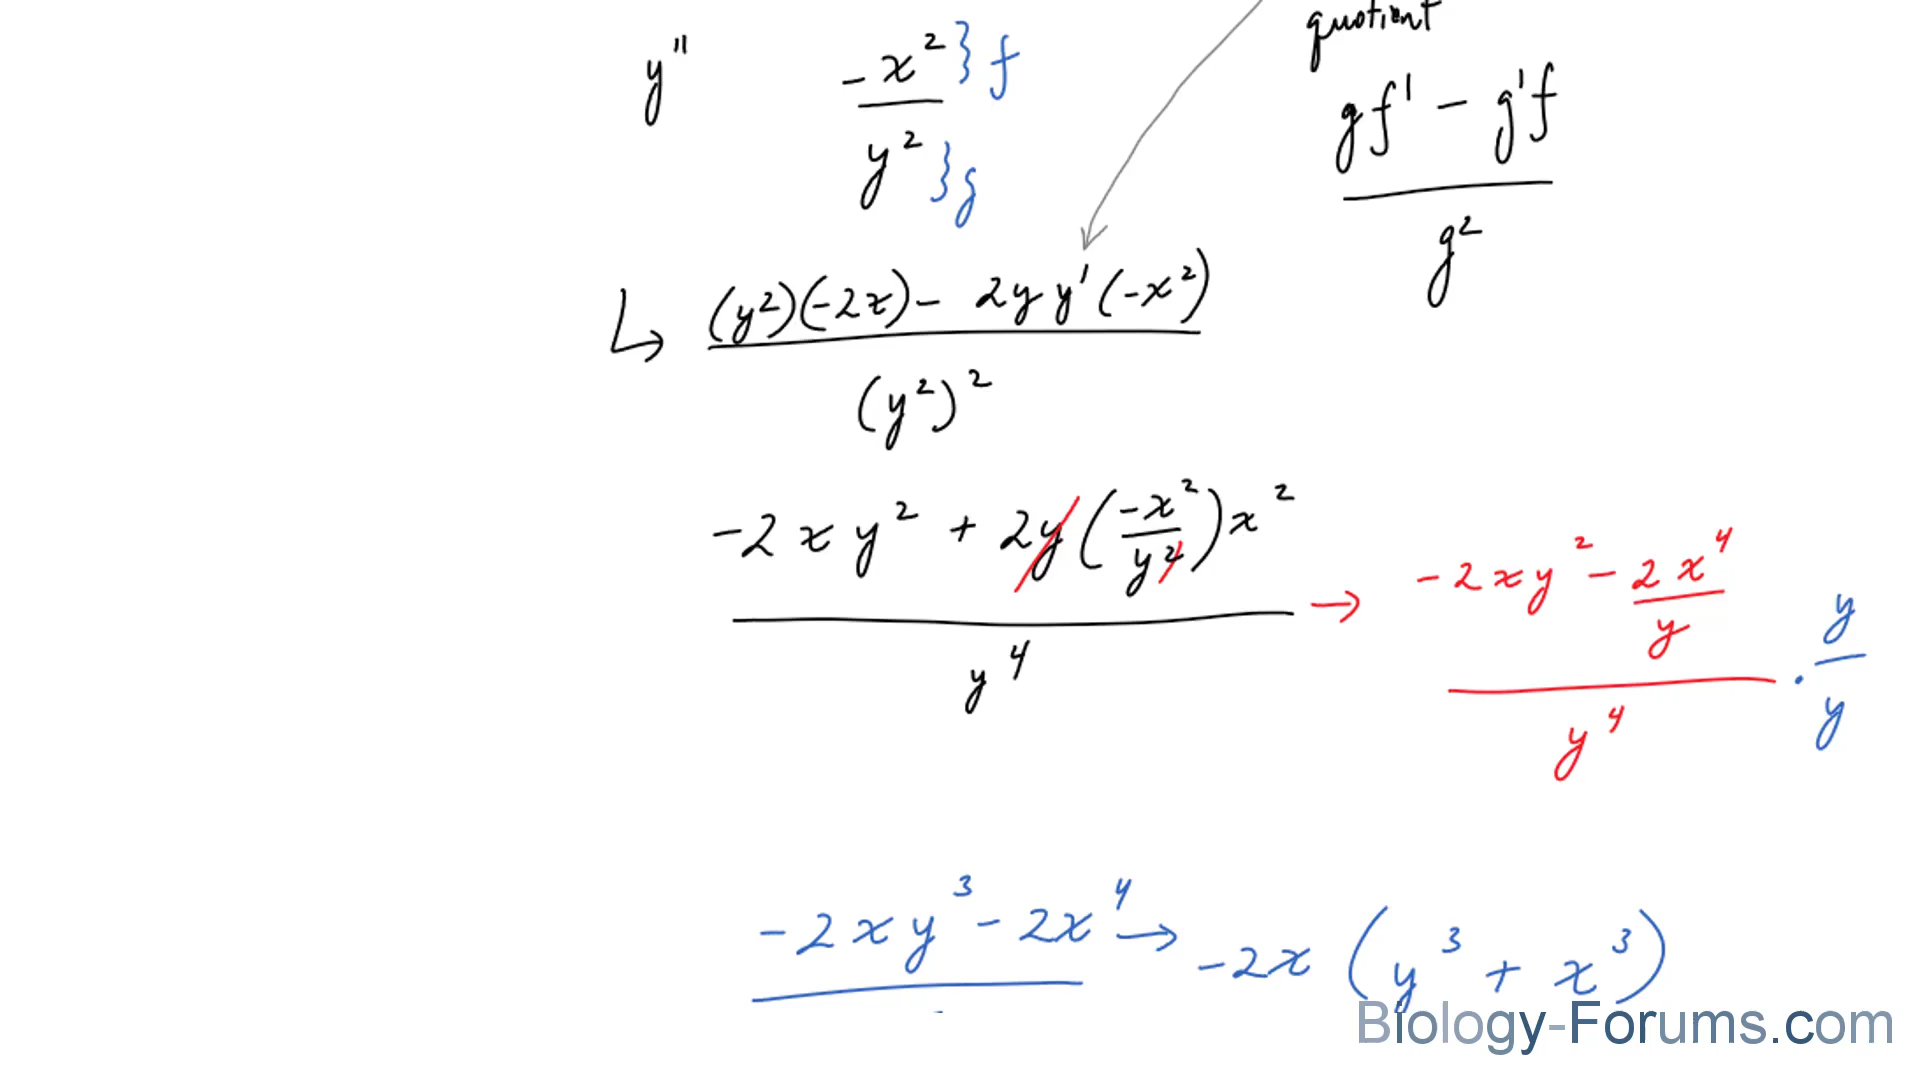 quotient
y'' -x² } f
y² } g
gf' - g'f
g²
↳ (y²)(-2x) - 2y y' (-x²)
(y²)²
-2xy² + 2y (-x²/y²) x²
y⁴
→ -2xy² - 2x⁴/y · y/y
y⁴
-2xy³ - 2x⁴ → -2x (y³ + x³)
Biology-Forums.com